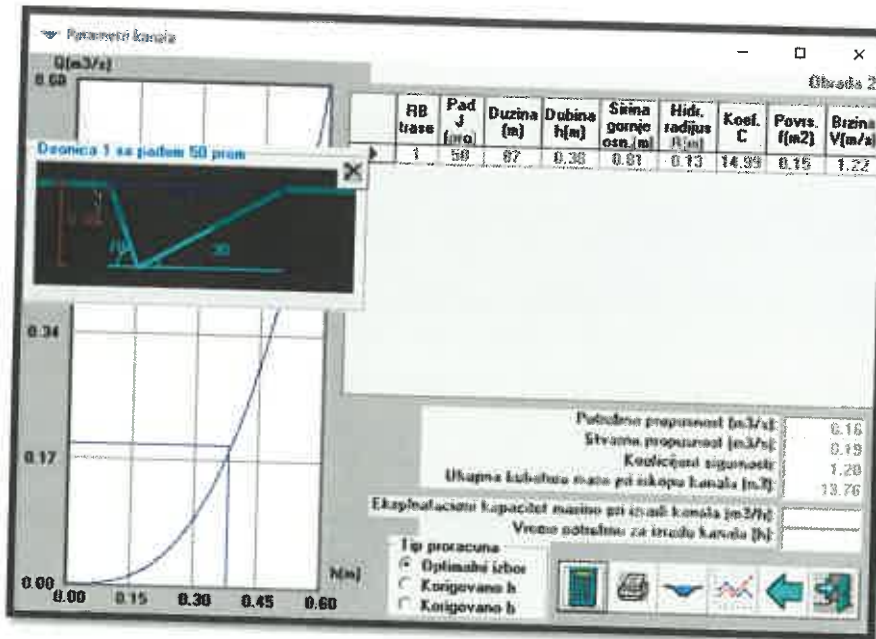 Parametri kanala
Q(m3/s)
0.60
Obrada 2
RB trase
Pad J (pro)
Duzina (m)
Dubina h(m)
Sirina gornje osn.(m)
Hidr. radijus R(m)
Koef. C
Povrs. f(m2)
Brzina V(m/s)
1 50 87 0.38 0.81 0.13 14.99 0.15 1.22
Deonica 1 sa padom 50 prom
30
0.34
0.17
0.00
0.00 0.15 0.30 0.45 0.60
h(m)
Potrebna propusnost (m3/s): 0.16
Stvarna propusnost (m3/s): 0.19
Koeficijent sigurnosti: 1.20
Ukupna kubatura mase pri iskopu kanala (m3): 13.76
Eksploatacioni kapacitet masine pri izradi kanala (m3/h):
Vreme potrebno za izradu kanala (h):
Tip proracuna
Optimalni izbor
Korigovano h
Korigovano b